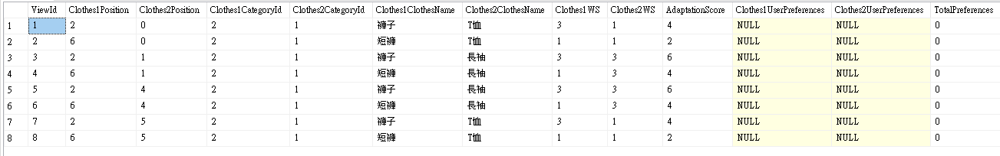 ViewId Clothes1Position Clothes2Position Clothes1CategoryId Clothes2CategoryId Clothes1ClothesName Clothes2ClothesName Clothes1WS Clothes2WS AdaptationScore Clothes1UserPreferences Clothes2UserPreferences TotalPreferences
1 1 2 0 2 1 褲子 T恤 3 1 4 NULL NULL 0
2 2 6 0 2 1 短褲 T恤 1 1 2 NULL NULL 0
3 3 2 1 2 1 褲子 長袖 3 3 6 NULL NULL 0
4 4 6 1 2 1 短褲 長袖 1 3 4 NULL NULL 0
5 5 2 4 2 1 褲子 長袖 3 3 6 NULL NULL 0
6 6 6 4 2 1 短褲 長袖 1 3 4 NULL NULL 0
7 7 2 5 2 1 褲子 T恤 3 1 4 NULL NULL 0
8 8 6 5 2 1 短褲 T恤 1 1 2 NULL NULL 0